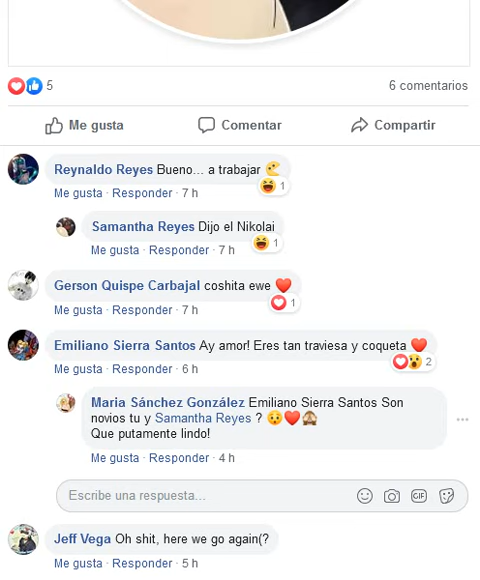 5 6 comentarios
Me gusta Comentar Compartir
Reynaldo Reyes Bueno... a trabajar
1
Me gusta · Responder · 7 h
Samantha Reyes Dijo el Nikolai
1
Me gusta · Responder · 7 h
Gerson Quispe Carbajal coshita ewe ❤️
1
Me gusta · Responder · 7 h
Emiliano Sierra Santos Ay amor! Eres tan traviesa y coqueta ❤️
2
Me gusta · Responder · 6 h
Maria Sánchez González Emiliano Sierra Santos Son
novios tu y Samantha Reyes ? 😯❤️🙈
Que putamente lindo!
Me gusta · Responder · 4 h
Escribe una respuesta... GIF
Jeff Vega Oh shit, here we go again(?
Me gusta · Responder · 5 h